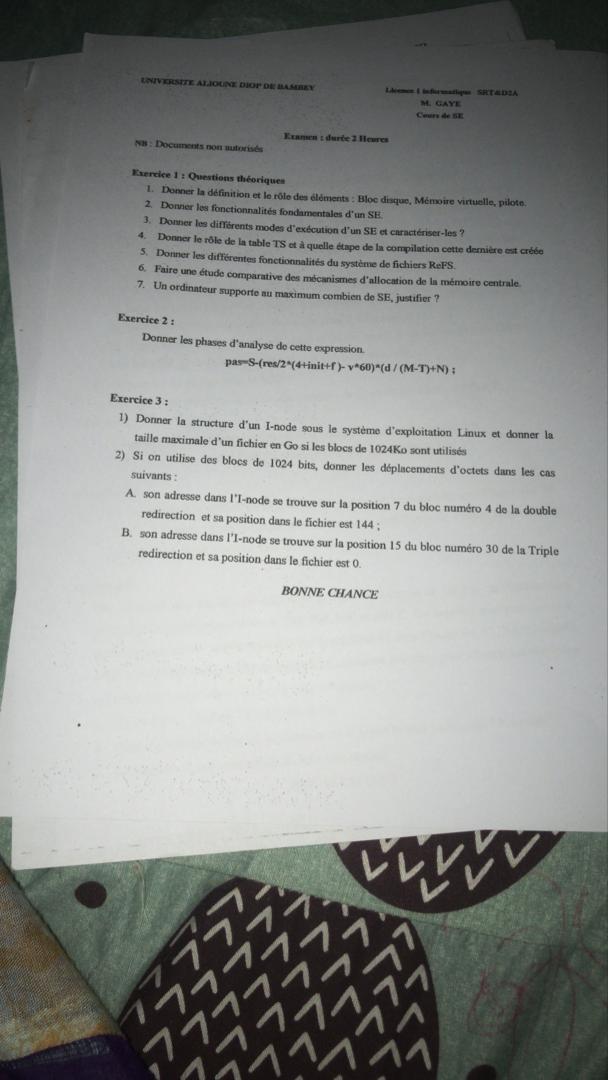 UNIVERSITE ALIOUNE DIOP DE BAMBEY
Licence 1 informatique SRT&D2A
M. GAYE
Cours de SE
Examen : durée 2 Heures
NB : Documents non autorisés
Exercice 1 : Questions théoriques
1. Donner la définition et le rôle des éléments : Bloc disque, Mémoire virtuelle, pilote.
2. Donner les fonctionnalités fondamentales d'un SE.
3. Donner les différents modes d'exécution d'un SE et caractériser-les ?
4. Donner le rôle de la table TS et à quelle étape de la compilation cette dernière est créée
5. Donner les différentes fonctionnalités du système de fichiers ReFS.
6. Faire une étude comparative des mécanismes d'allocation de la mémoire centrale.
7. Un ordinateur supporte au maximum combien de SE, justifier ?
Exercice 2 :
Donner les phases d'analyse de cette expression.
pas=S-(res/2*(4+init+f )- v*60)*(d / (M-T)+N) ;
Exercice 3 :
1) Donner la structure d'un I-node sous le système d'exploitation Linux et donner la
taille maximale d'un fichier en Go si les blocs de 1024Ko sont utilisés
2) Si on utilise des blocs de 1024 bits, donner les déplacements d'octets dans les cas
suivants :
A. son adresse dans l'I-node se trouve sur la position 7 du bloc numéro 4 de la double
redirection et sa position dans le fichier est 144 ;
B. son adresse dans l'I-node se trouve sur la position 15 du bloc numéro 30 de la Triple
redirection et sa position dans le fichier est 0.
BONNE CHANCE